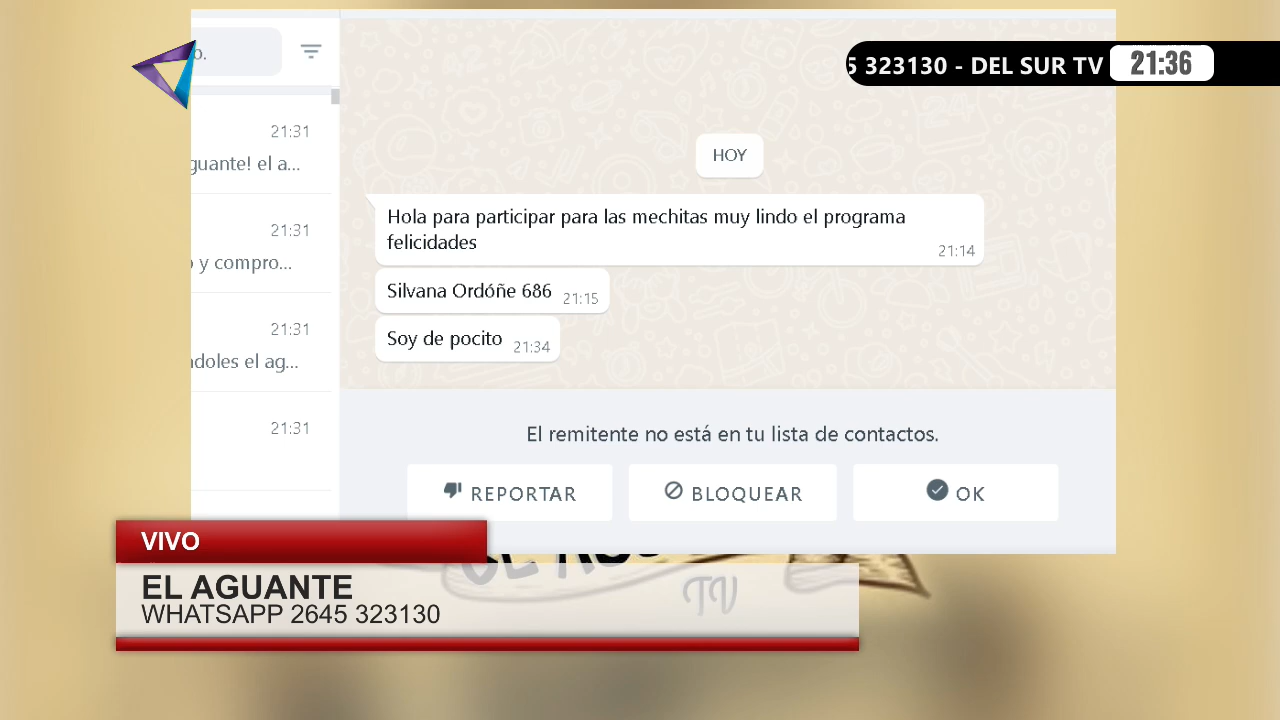 5 323130 - DEL SUR TV
21:36
21:31
guante! el a...
21:31
y compro...
21:31
ndoles el ag...
21:31
HOY
Hola para participar para las mechitas muy lindo el programa
felicidades
21:14
Silvana Ordóñe 686 21:15
Soy de pocito 21:34
El remitente no está en tu lista de contactos.
REPORTAR
BLOQUEAR
OK
VIVO
EL AGUANTE
WHATSAPP 2645 323130
TV